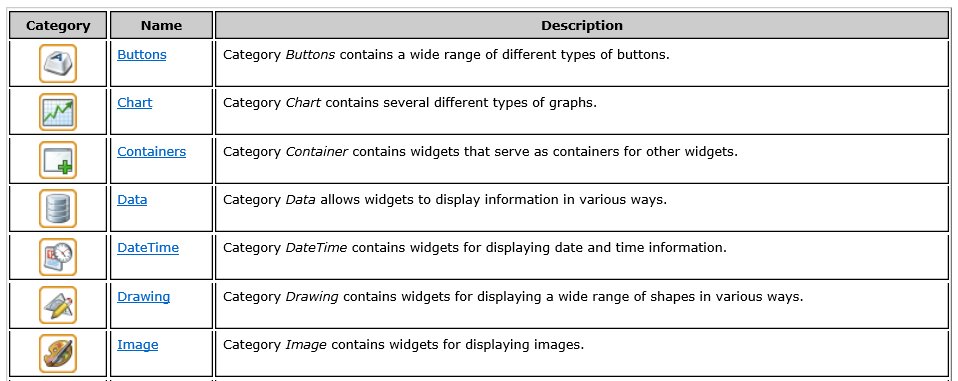 Category Name Description
Buttons Category Buttons contains a wide range of different types of buttons.
Chart Category Chart contains several different types of graphs.
Containers Category Container contains widgets that serve as containers for other widgets.
Data Category Data allows widgets to display information in various ways.
DateTime Category DateTime contains widgets for displaying date and time information.
Drawing Category Drawing contains widgets for displaying a wide range of shapes in various ways.
Image Category Image contains widgets for displaying images.